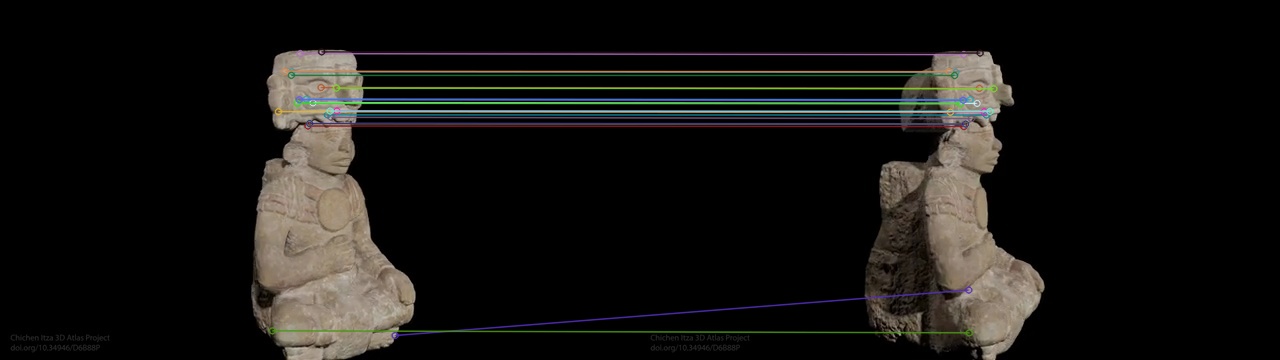 Chichen Itza 3D Atlas Project
doi.org/10.34946/D6B88P
Chichen Itza 3D Atlas Project
doi.org/10.34946/D6B88P